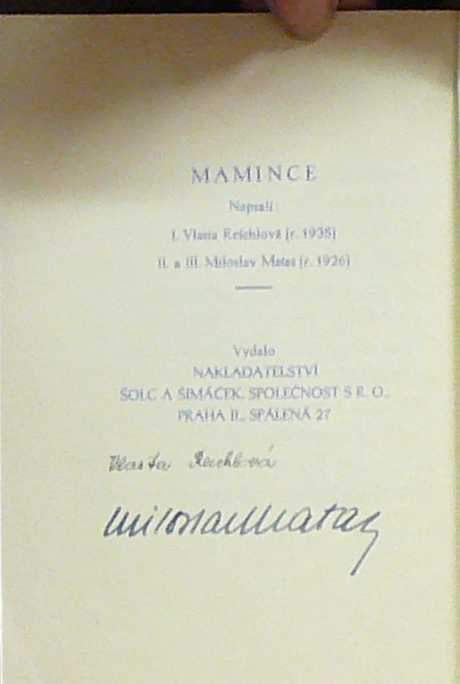 MAMINCE
Napsali
I. Vlasta Reichlová (r. 1935)
II. a III. Miloslav Matas (r. 1926)
Vydalo
NAKLADATELSTVÍ
ŠOLC A ŠIMÁČEK, SPOLEČNOST S R. O.,
PRAHA II., SPÁLENÁ 27
Vlasta Reichlová
Miloslav Matas